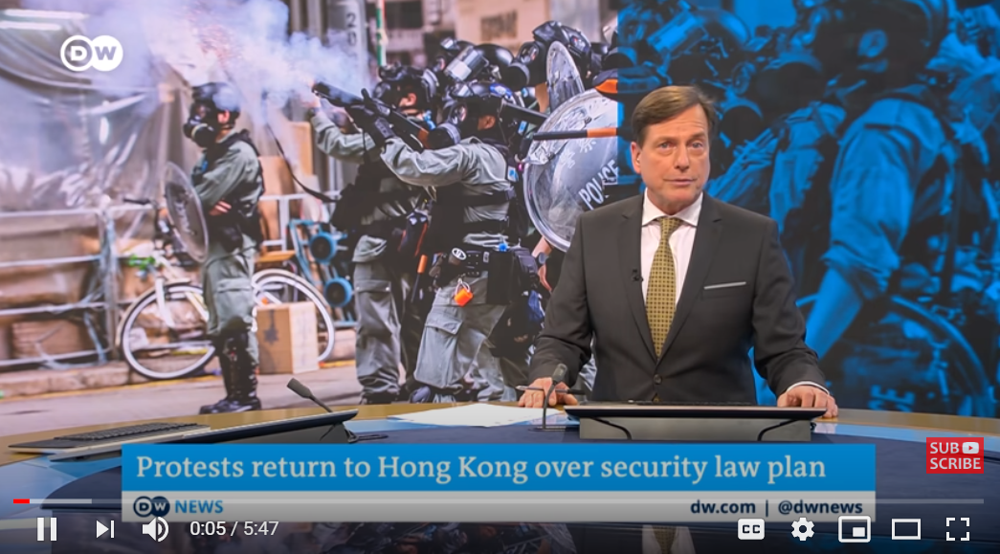 DW
POLICE
Protests return to Hong Kong over security law plan
DW NEWS
dw.com | @dwnews
SUB
SCRIBE
0:05 / 5:47
CC